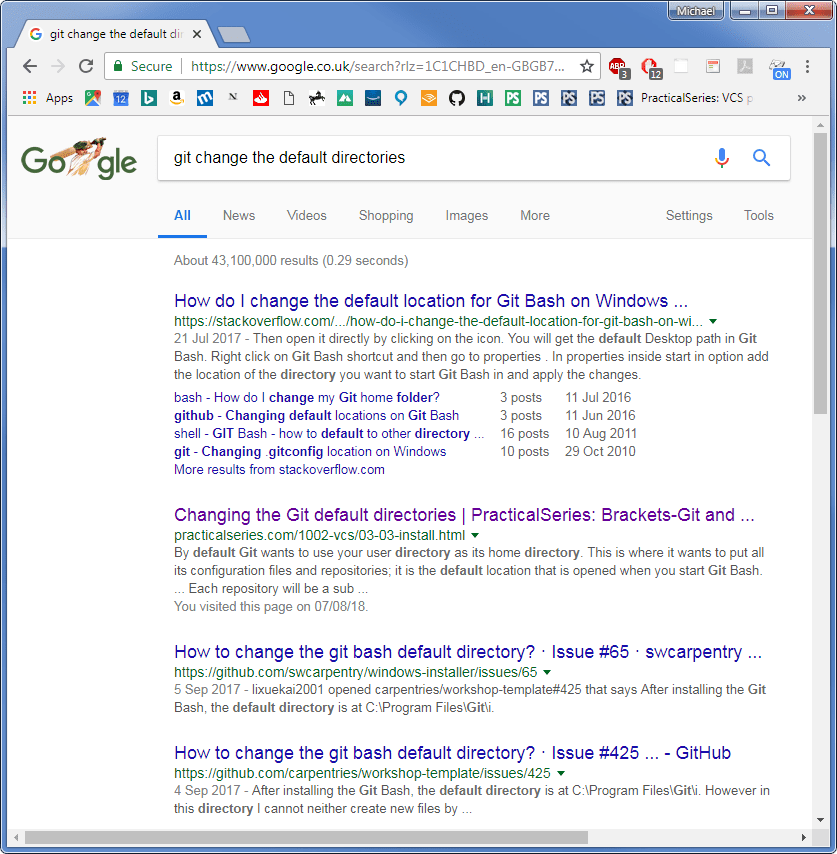 Michael
git change the default dir
Secure | https://www.google.co.uk/search?rlz=1C1CHBD_en-GBGB7...
ABP 3 12 ON
Apps 12 PS PS PS PS PS PracticalSeries: VCS p »
Google
git change the default directories
All News Videos Shopping Images More Settings Tools
About 43,100,000 results (0.29 seconds)
How do I change the default location for Git Bash on Windows ...
https://stackoverflow.com/.../how-do-i-change-the-default-location-for-git-bash-on-wi...
21 Jul 2017 - Then open it directly by clicking on the icon. You will get the default Desktop path in Git
Bash. Right click on Git Bash shortcut and then go to properties . In properties inside start in option add
the location of the directory you want to start Git Bash in and apply the changes.
bash - How do I change my Git home folder? 3 posts 11 Jul 2016
github - Changing default locations on Git Bash 3 posts 11 Jun 2016
shell - GIT Bash - how to default to other directory ... 16 posts 10 Aug 2011
git - Changing .gitconfig location on Windows 10 posts 29 Oct 2010
More results from stackoverflow.com
Changing the Git default directories | PracticalSeries: Brackets-Git and ...
practicalseries.com/1002-vcs/03-03-install.html
By default Git wants to use your user directory as its home directory. This is where it wants to put all
its configuration files and repositories; it is the default location that is opened when you start Git Bash.
... Each repository will be a sub ...
You visited this page on 07/08/18.
How to change the git bash default directory? · Issue #65 · swcarpentry ...
https://github.com/swcarpentry/windows-installer/issues/65
5 Sep 2017 - lixuekai2001 opened carpentries/workshop-template#425 that says After installing the Git
Bash, the default directory is at C:\Program Files\Git\i.
How to change the git bash default directory? · Issue #425 ... - GitHub
https://github.com/carpentries/workshop-template/issues/425
4 Sep 2017 - After installing the Git Bash, the default directory is at C:\Program Files\Git\i. However in
this directory I cannot neither create new files by ...